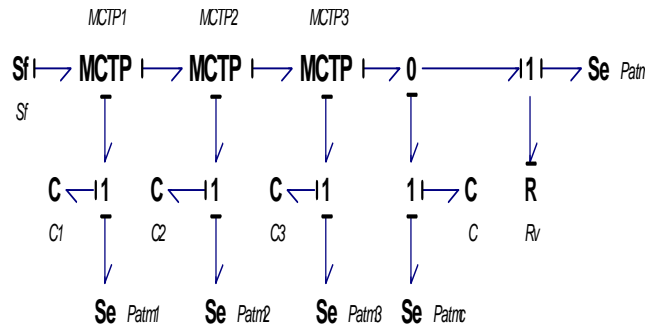 MCTP1 MCTP2 MCTP3
Sf MCTP MCTP MCTP 0 1 Se Patm
Sf
C 1 C 1 C 1 1 C R
C1 C2 C3 C Rv
Se Patm1 Se Patm2 Se Patm3 Se Patmc